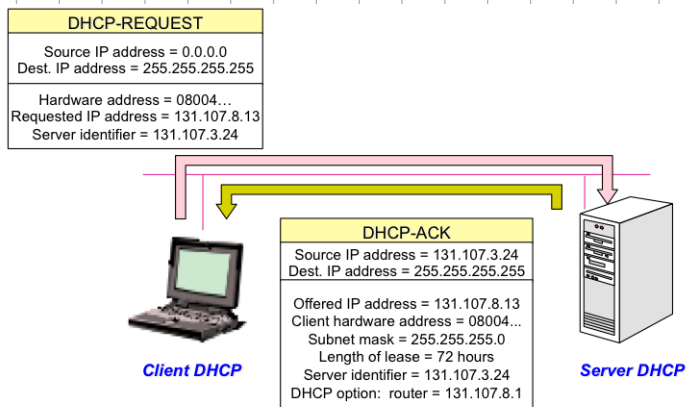 DHCP-REQUEST
Source IP address = 0.0.0.0
Dest. IP address = 255.255.255.255
Hardware address = 08004...
Requested IP address = 131.107.8.13
Server identifier = 131.107.3.24
DHCP-ACK
Source IP address = 131.107.3.24
Dest. IP address = 255.255.255.255
Offered IP address = 131.107.8.13
Client hardware address = 08004...
Subnet mask = 255.255.255.0
Length of lease = 72 hours
Server identifier = 131.107.3.24
DHCP option:  router = 131.107.8.1
Client DHCP
Server DHCP